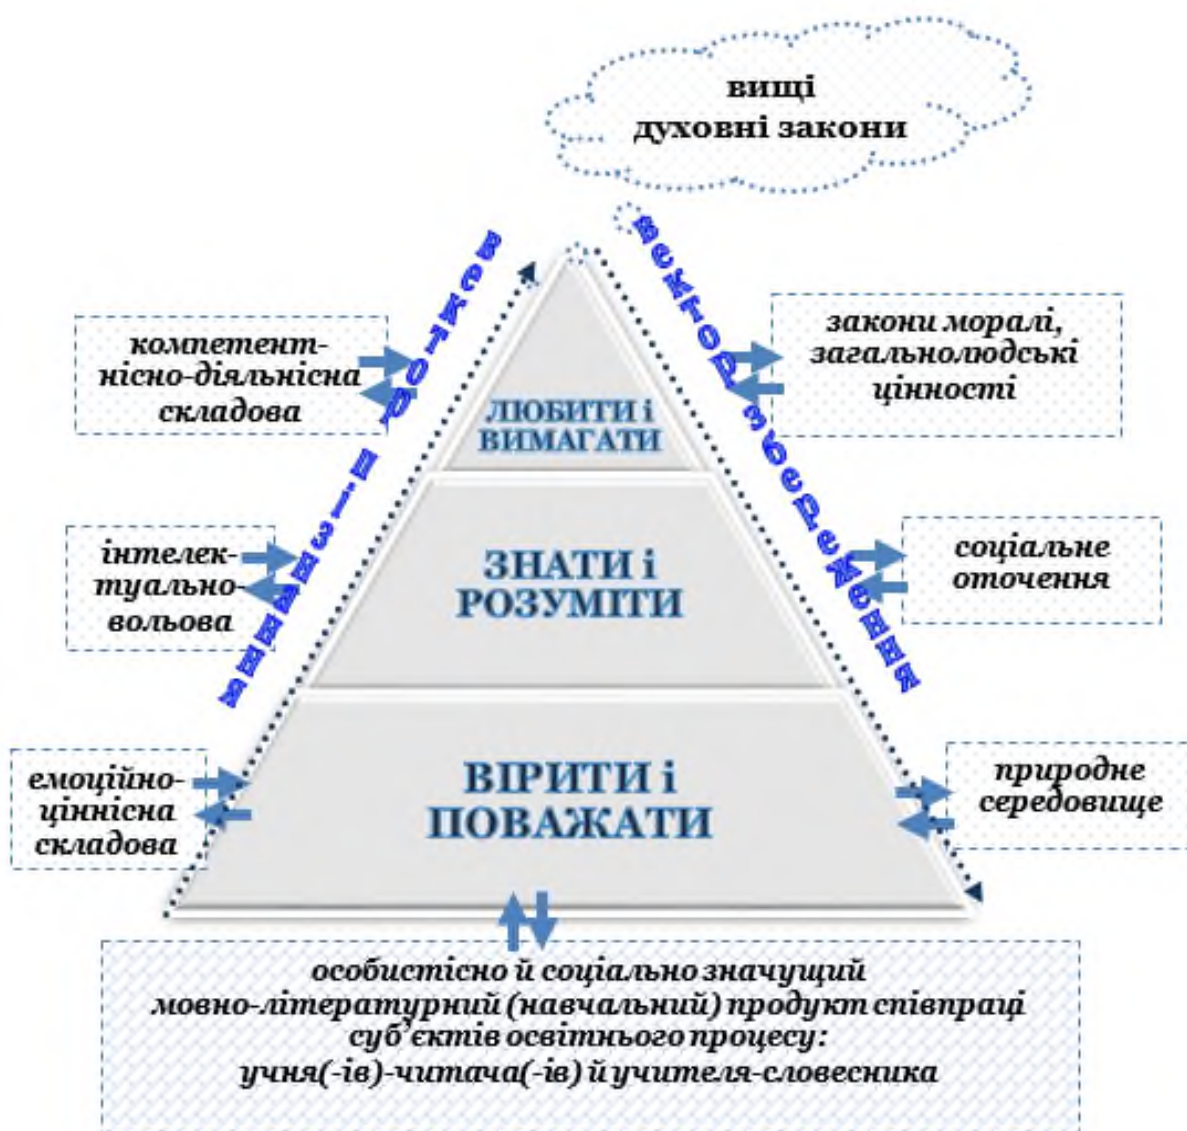 вищі
духовні закони
вектор пізнання
вектор збереження
компетент-
нісно-діяльнісна
складова
закони моралі,
загальнолюдські
цінності
ЛЮБИТИ і
ВИМАГАТИ
інтелек-
туально-
вольова
ЗНАТИ і
РОЗУМІТИ
соціальне
оточення
емоційно-
ціннісна
складова
ВІРИТИ і
ПОВАЖАТИ
природне
середовище
особистісно й соціально значущий
мовно-літературний (навчальний) продукт співпраці
суб’єктів освітнього процесу:
учня(-ів)-читача(-ів) й учителя-словесника